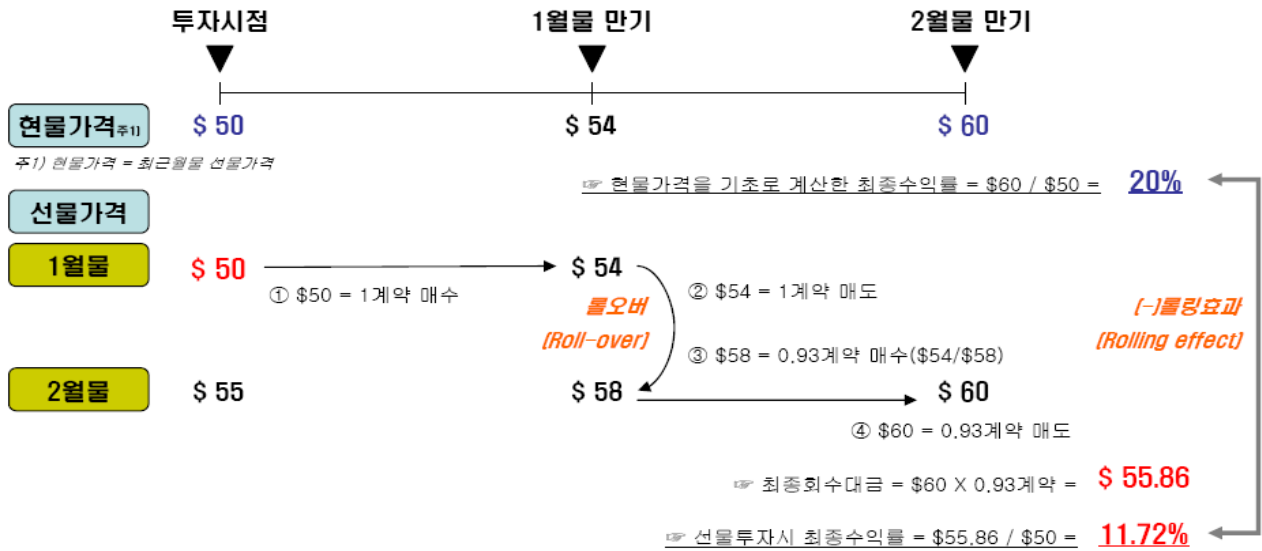 투자시점 1월물 만기 2월물 만기
현물가격주1) $ 50 $ 54 $ 60
주1) 현물가격 = 최근월물 선물가격
☞ 현물가격을 기초로 계산한 최종수익률 = $60 / $50 = 20%
선물가격
1월물 $ 50 $ 54
① $50 = 1계약 매수
② $54 = 1계약 매도
롤오버
(Roll-over)
(-)롤링효과
(Rolling effect)
③ $58 = 0.93계약 매수($54/$58)
2월물 $ 55 $ 58 $ 60
④ $60 = 0.93계약 매도
☞ 최종회수대금 = $60 X 0.93계약 = $ 55.86
☞ 선물투자시 최종수익률 = $55.86 / $50 = 11.72%